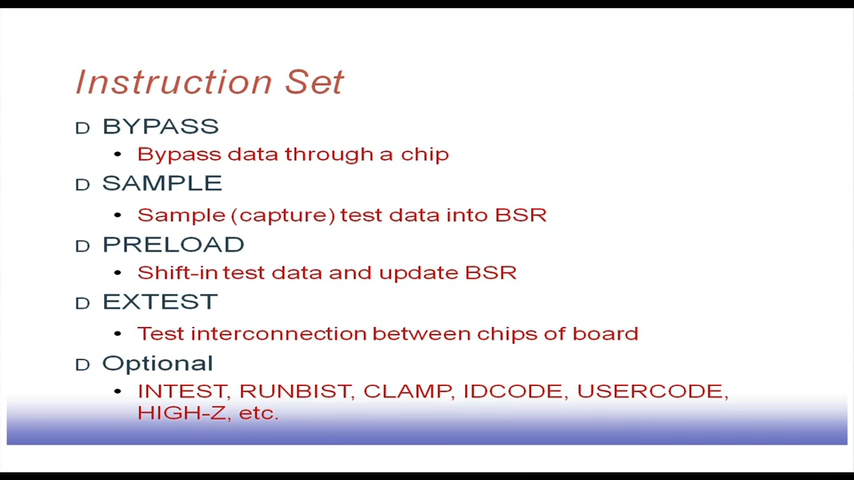 Instruction Set
D BYPASS
• Bypass data through a chip
D SAMPLE
• Sample (capture) test data into BSR
D PRELOAD
• Shift-in test data and update BSR
D EXTEST
• Test interconnection between chips of board
D Optional
• INTEST, RUNBIST, CLAMP, IDCODE, USERCODE,
HIGH-Z, etc.